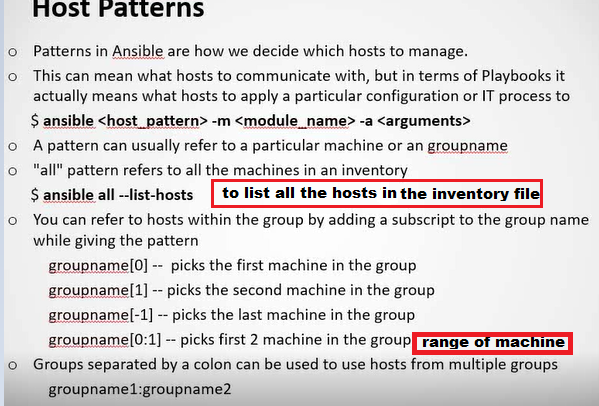 Host Patterns
o Patterns in Ansible are how we decide which hosts to manage.
o This can mean what hosts to communicate with, but in terms of Playbooks it
actually means what hosts to apply a particular configuration or IT process to
$ ansible <host_pattern> -m <module_name> -a <arguments>
o A pattern can usually refer to a particular machine or an groupname
o "all" pattern refers to all the machines in an inventory
$ ansible all --list-hosts to list all the hosts in the inventory file
o You can refer to hosts within the group by adding a subscript to the group name
while giving the pattern
groupname[0] -- picks the first machine in the group
groupname[1] -- picks the second machine in the group
groupname[-1] -- picks the last machine in the group
groupname[0:1] -- picks first 2 machine in the group range of machine
o Groups separated by a colon can be used to use hosts from multiple groups
groupname1:groupname2